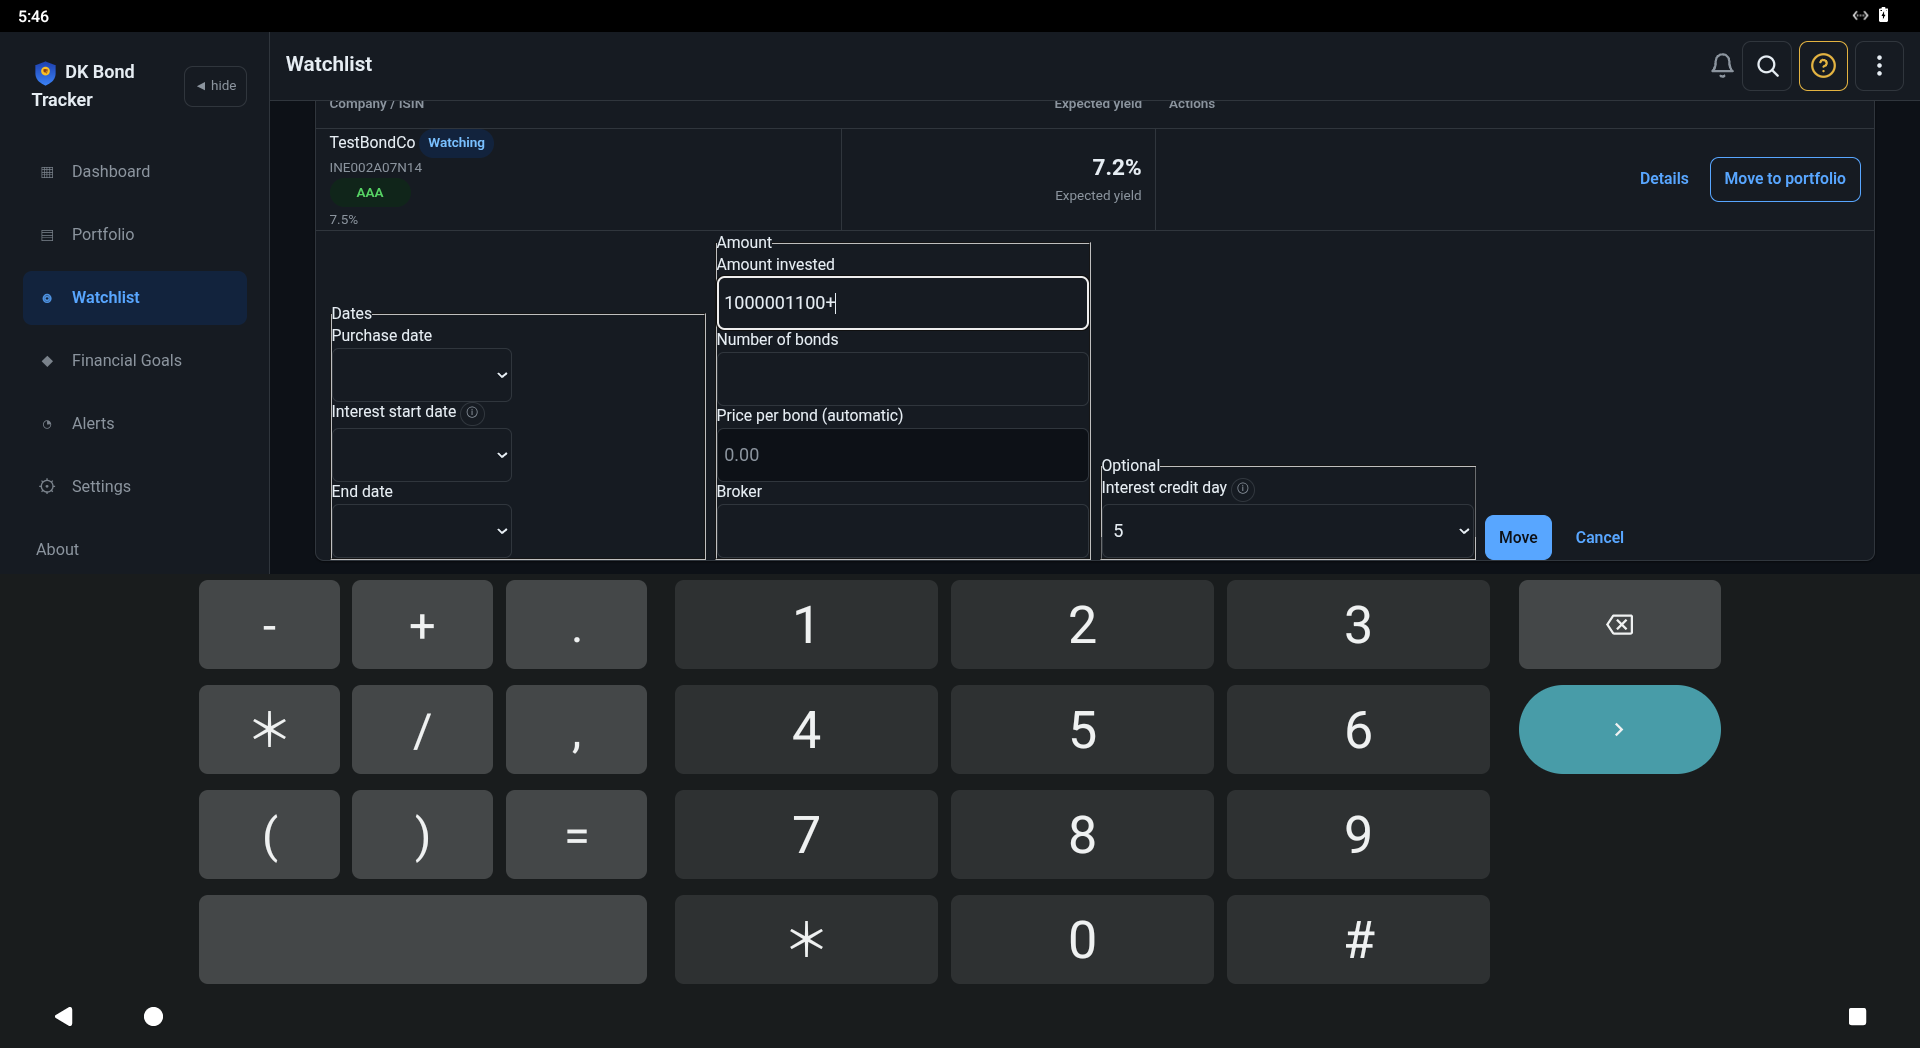 5:46
DK Bond Tracker
◄ hide
Watchlist
Dashboard
Portfolio
Watchlist
Financial Goals
Alerts
Settings
About
Company / ISIN
Expected yield
Actions
TestBondCo
Watching
INE002A07N14
AAA
7.5%
7.2%
Expected yield
Details
Move to portfolio
Dates
Purchase date
Interest start date
End date
Amount
Amount invested
1000001100+
Number of bonds
Price per bond (automatic)
0.00
Broker
Optional
Interest credit day
5
Move
Cancel
- + . 1 2 3
* / , 4 5 6
( ) = 7 8 9
* 0 #